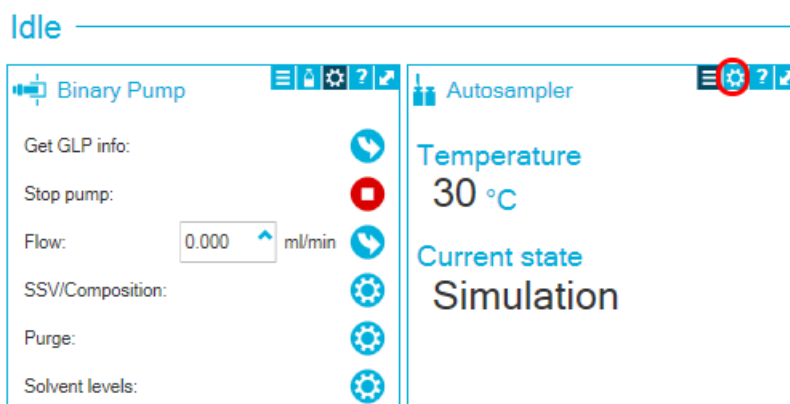 Idle
Binary Pump
?
Get GLP info:
Stop pump:
Flow:
0.000
ml/min
SSV/Composition:
Purge:
Solvent levels:
Autosampler
?
Temperature
30 °C
Current state
Simulation